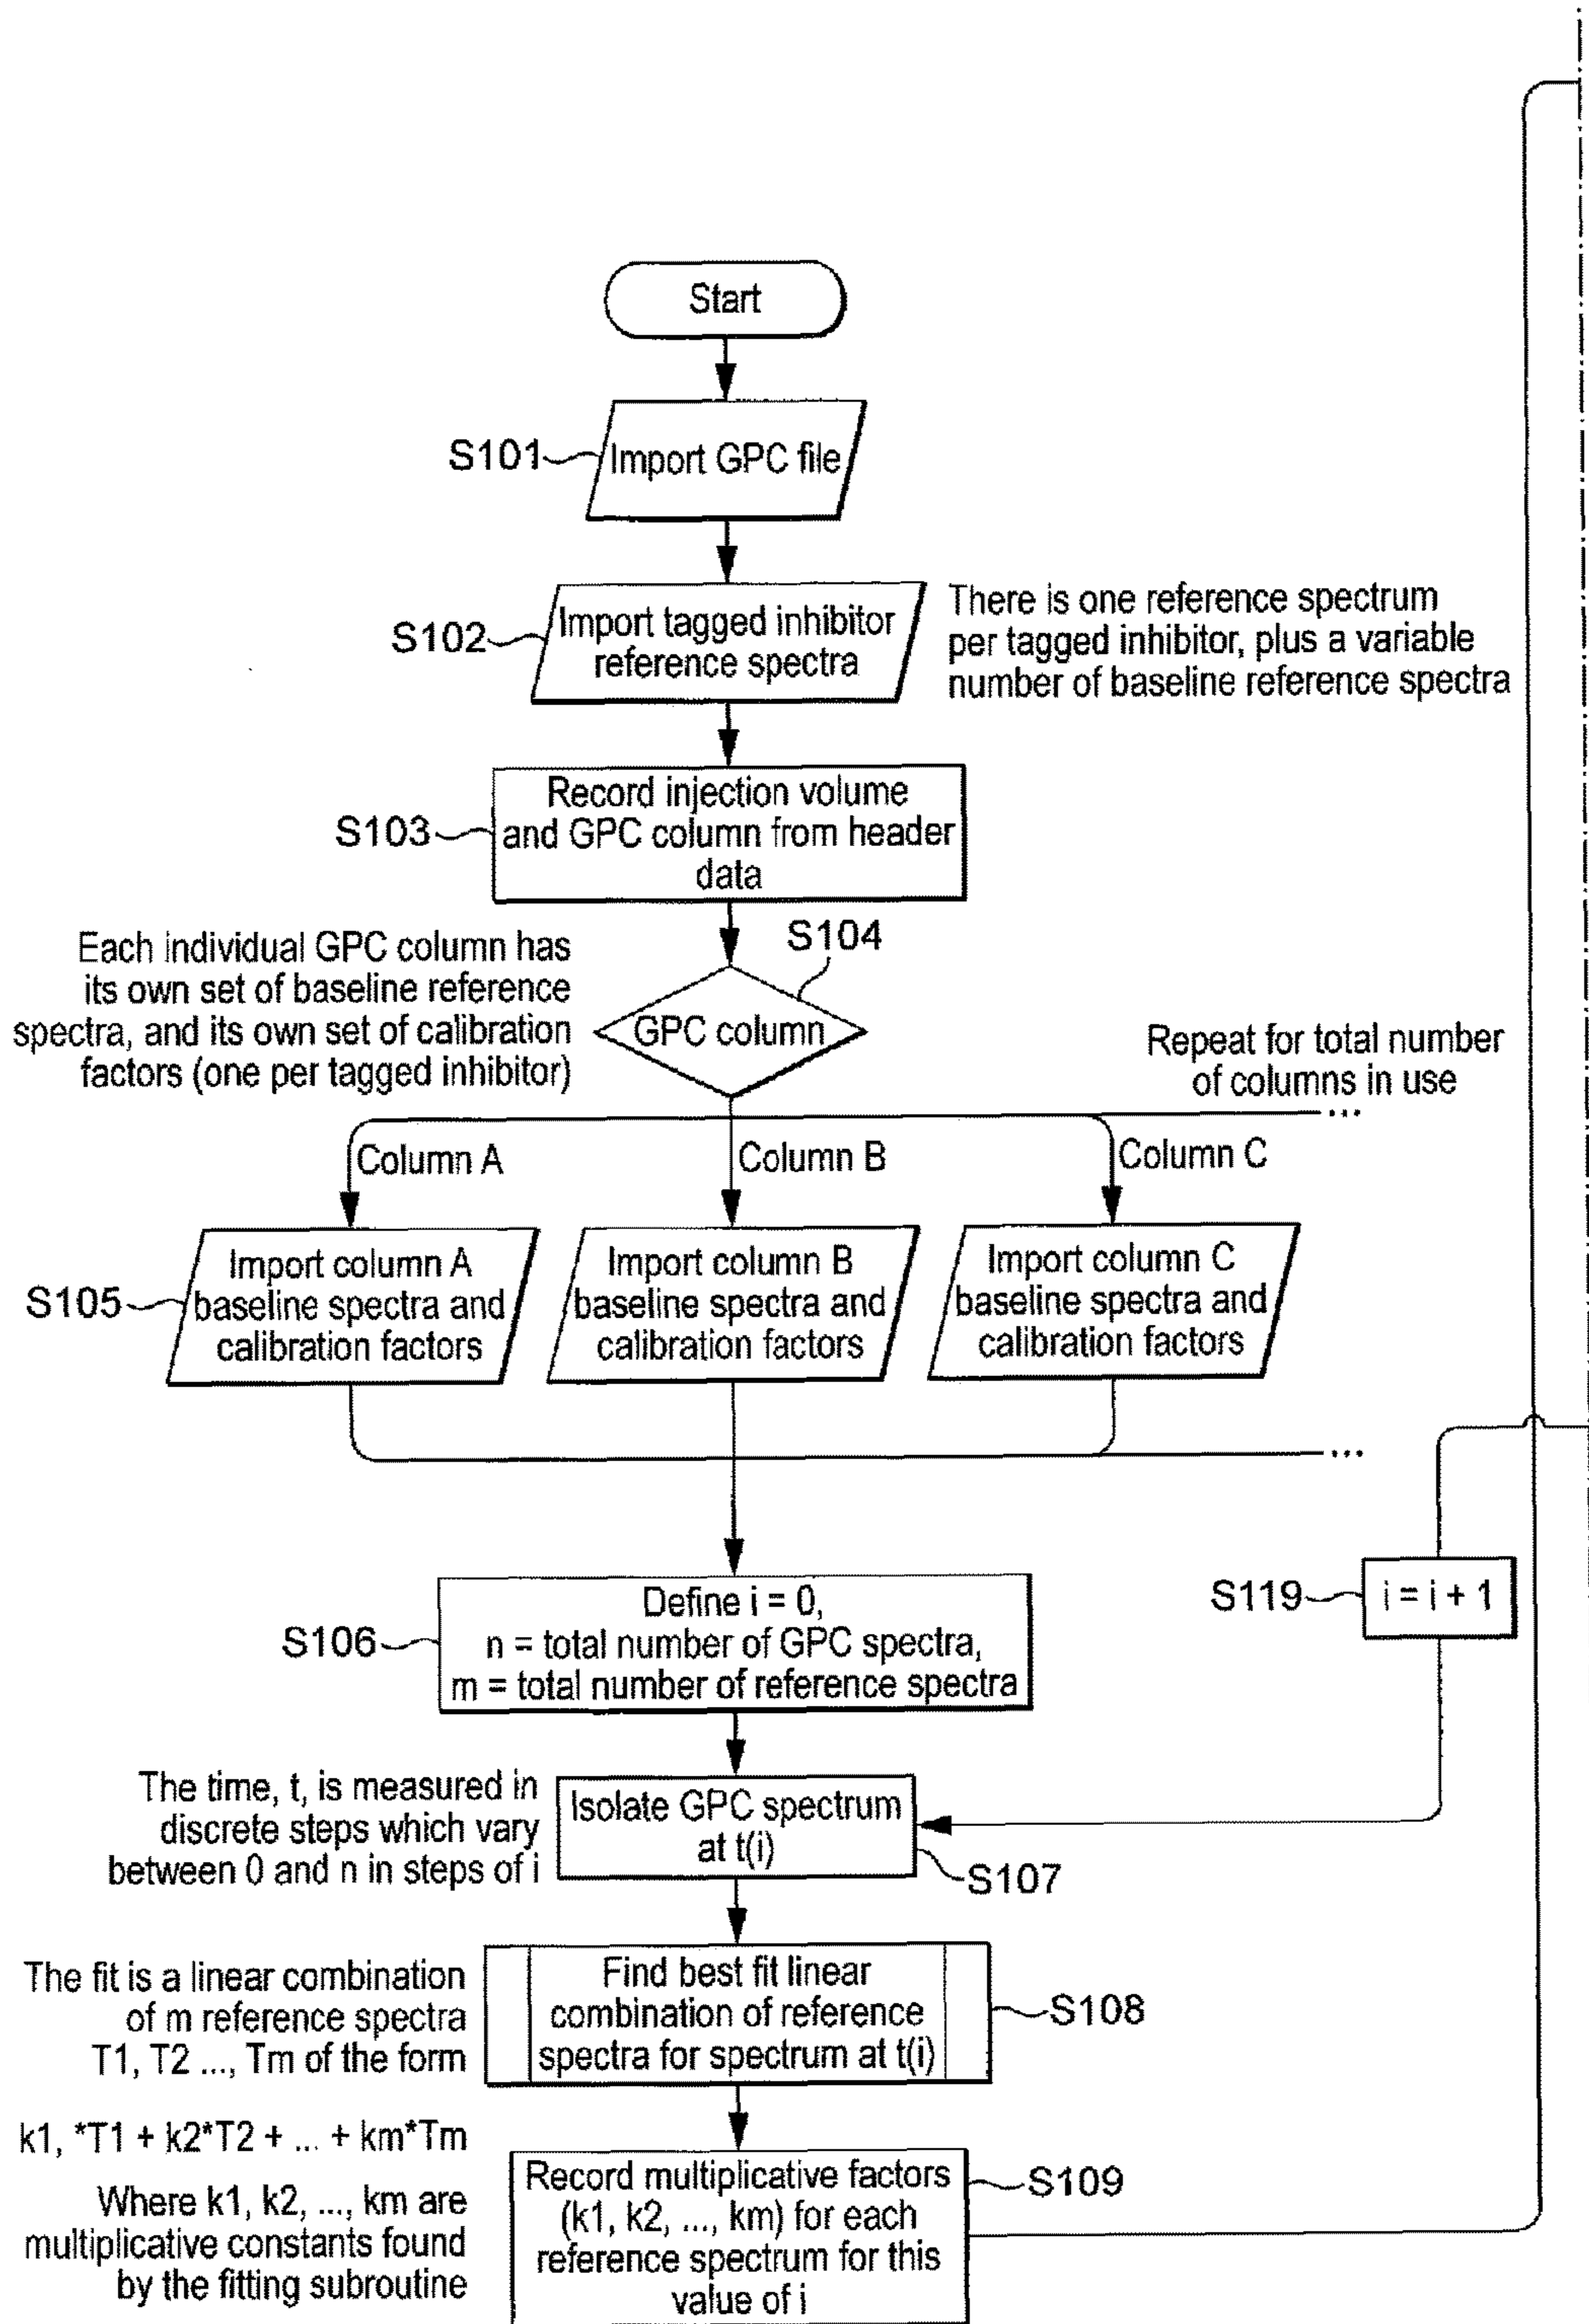 Start
S101
Import GPC file
S102
Import tagged inhibitor
reference spectra
There is one reference spectrum
per tagged inhibitor, plus a variable
number of baseline reference spectra
S103
Record injection volume
and GPC column from header
data
Each individual GPC column has
its own set of baseline reference
spectra, and its own set of calibration
factors (one per tagged inhibitor)
S104
GPC column
Repeat for total number
of columns in use
...
Column A
Column B
Column C
S105
Import column A
baseline spectra and
calibration factors
Import column B
baseline spectra and
calibration factors
Import column C
baseline spectra and
calibration factors
...
S106
Define i = 0,
n = total number of GPC spectra,
m = total number of reference spectra
S119
i = i + 1
The time, t, is measured in
discrete steps which vary
between 0 and n in steps of i
Isolate GPC spectrum
at t(i)
S107
The fit is a linear combination
of m reference spectra
T1, T2 ..., Tm of the form
Find best fit linear
combination of reference
spectra for spectrum at t(i)
S108
k1, *T1 + k2*T2 + ... + km*Tm
Where k1, k2, ..., km are
multiplicative constants found
by the fitting subroutine
Record multiplicative factors
(k1, k2, ..., km) for each
reference spectrum for this
value of i
S109